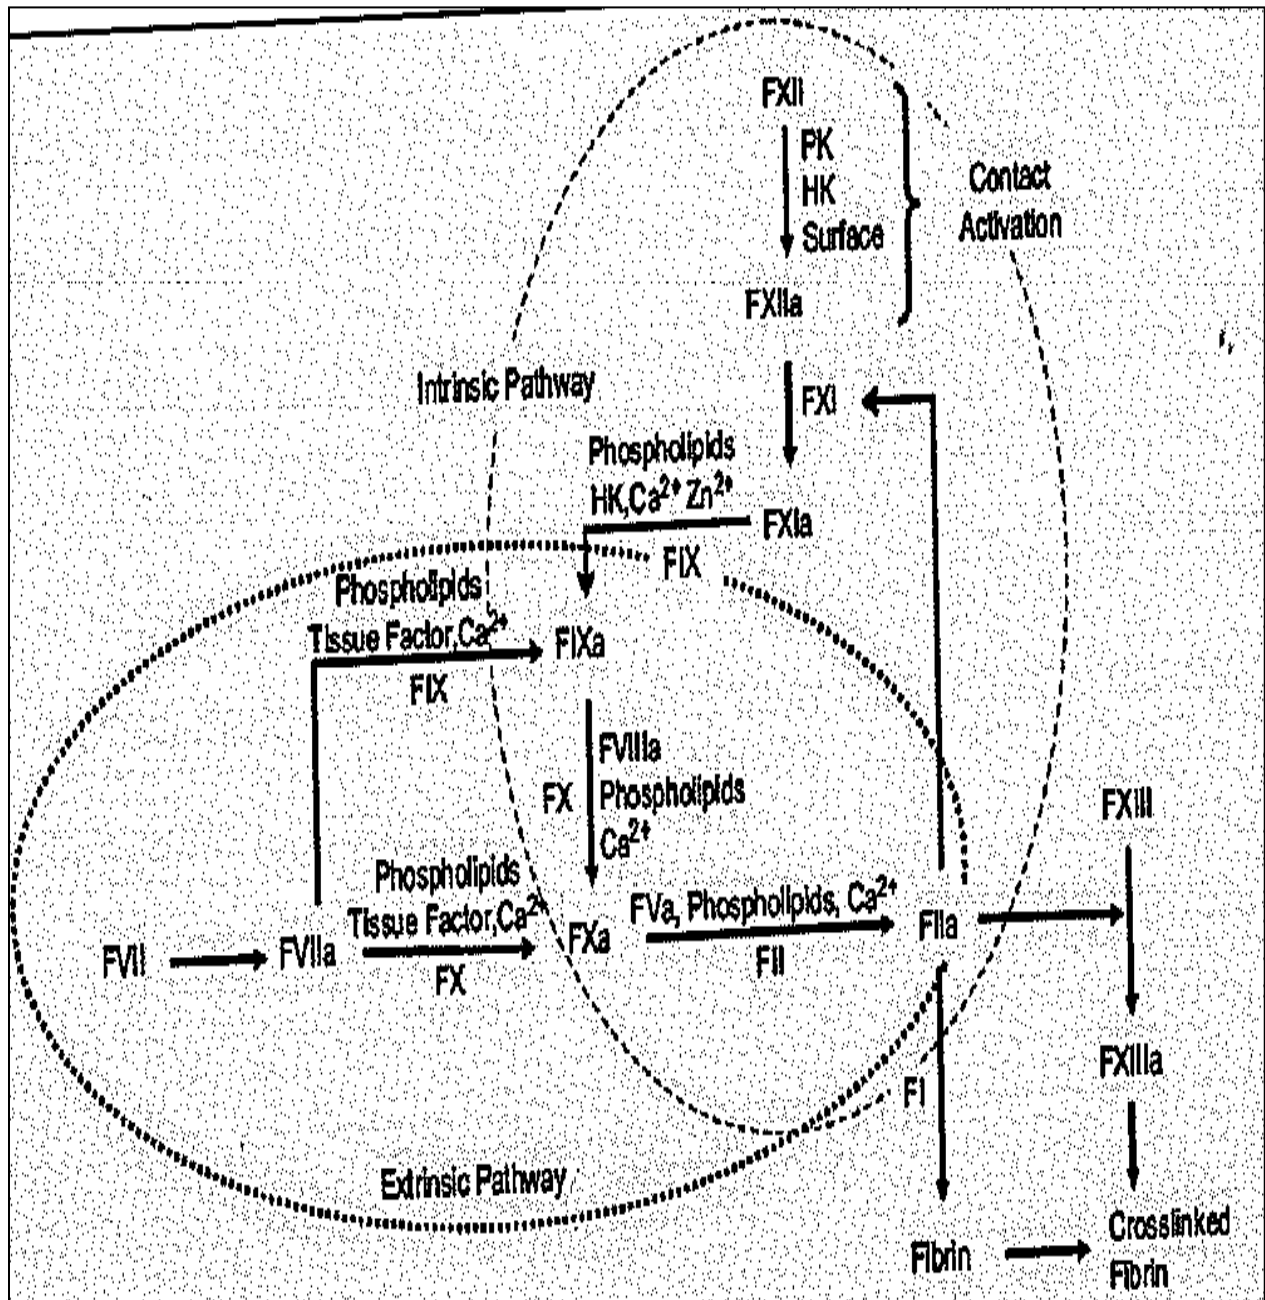 FXII
PK
HK
Surface
Contact
Activation
FXIIa
Intrinsic Pathway
FXI
Phospholipids
HK,Ca2+ Zn2+
FXIa
FIX
Phospholipids
Tissue Factor,Ca2+
FIXa
FIX
FVIIIa
FX
Phospholipids
Ca2+
FXIII
Phospholipids
Tissue Factor,Ca2+
FVa, Phospholipids, Ca2+
FVII
FVIIa
FXa
FIIa
FX
FII
FXIIIa
FI
Extrinsic Pathway
Fibrin
Crosslinked
Fibrin